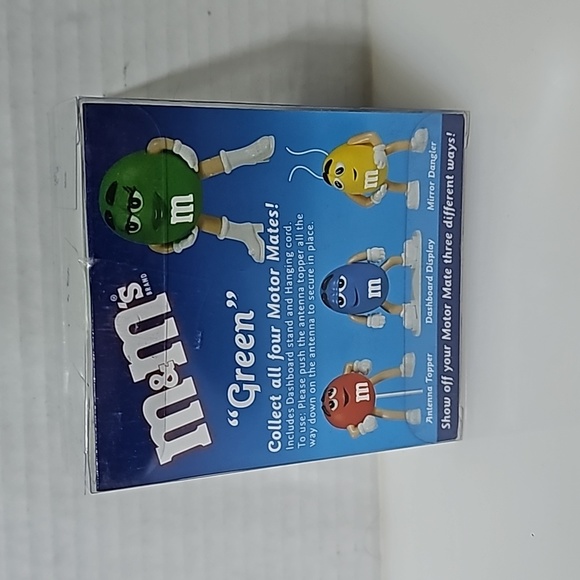 m&m's®
BRAND
"Green"
Collect all four Motor Mates!
Includes Dashboard stand and Hanging cord.
To use: Please push the antenna topper all the
way down on the antenna to secure in place.
m
m
m
m
Antenna Topper
Dashboard Display
Mirror Dangler
Show off your Motor Mate three different ways!